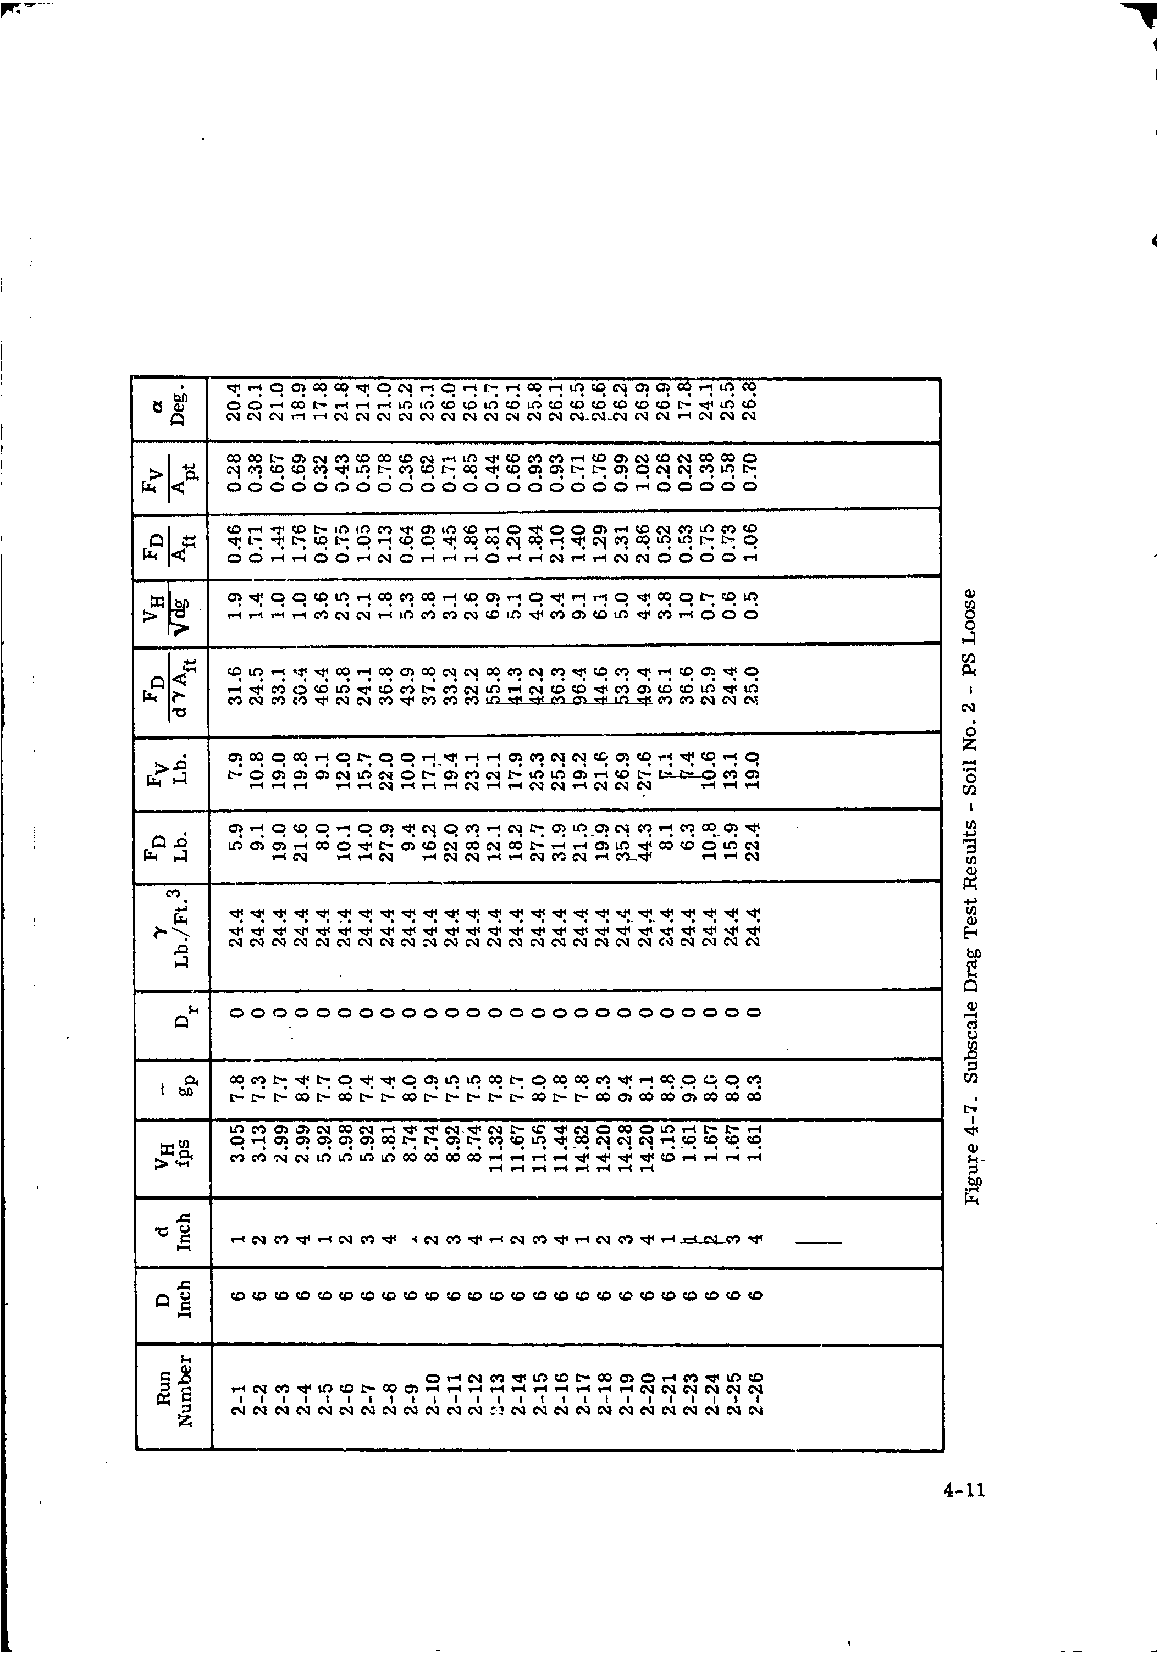 Run Number D Inch d Inch V_H fps g̅p D_r γ Lb./Ft.³ F_D Lb. F_V Lb. F_D/dγA_ft V_H/√dg F_D/A_ft F_V/A_pt α Deg.
2-1 6 1 3.05 7.8 0 24.4 5.9 7.9 31.6 1.9 0.46 0.28 20.4
2-2 6 2 3.13 7.3 0 24.4 9.1 10.8 24.5 1.4 0.71 0.38 20.1
2-3 6 3 2.99 7.7 0 24.4 19.0 19.0 33.1 1.0 1.44 0.67 21.0
2-4 6 4 2.99 8.4 0 24.4 21.6 19.8 30.4 1.0 1.76 0.69 18.9
2-5 6 1 5.92 7.7 0 24.4 8.0 9.1 46.4 3.6 0.67 0.32 17.8
2-6 6 2 5.98 8.0 0 24.4 10.1 12.0 25.8 2.5 0.75 0.43 21.8
2-7 6 3 5.92 7.4 0 24.4 14.0 15.7 24.1 2.1 1.05 0.56 21.4
2-8 6 4 5.81 7.4 0 24.4 27.9 22.0 36.8 1.8 2.13 0.78 21.0
2-9 6 8.74 8.0 0 24.4 9.4 10.0 43.9 5.3 0.64 0.36 25.2
2-10 6 2 8.74 7.9 0 24.4 16.2 17.1 37.8 3.8 1.09 0.62 25.1
2-11 6 3 8.92 7.5 0 24.4 22.0 19.4 33.2 3.1 1.45 0.71 26.0
2-12 6 4 8.74 7.5 0 24.4 28.3 23.1 32.2 2.6 1.86 0.85 26.1
2-13 6 1 11.32 7.8 0 24.4 12.1 12.1 55.8 6.9 0.81 0.44 25.7
2-14 6 2 11.67 7.7 0 24.4 18.2 17.9 41.3 5.1 1.20 0.66 26.1
2-15 6 3 11.56 8.0 0 24.4 27.7 25.3 42.2 4.0 1.84 0.93 25.8
2-16 6 4 11.44 7.8 0 24.4 31.9 25.2 36.3 3.4 2.10 0.93 26.1
2-17 6 1 14.82 7.8 0 24.4 21.5 19.2 96.4 9.1 1.40 0.71 26.5
2-18 6 2 14.20 8.3 0 24.4 19.9 21.6 44.6 6.1 1.29 0.76 26.6
2-19 6 3 14.28 9.4 0 24.4 35.2 26.9 53.3 5.0 2.31 0.99 26.2
2-20 6 4 14.20 8.1 0 24.4 44.3 27.6 49.4 4.4 2.86 1.02 26.9
2-21 6 1 6.15 8.8 0 24.4 8.1 7.1 36.1 3.8 0.52 0.26 26.9
2-23 6 1 1.61 9.0 0 24.4 6.3 7.4 36.6 1.0 0.53 0.22 17.8
2-24 6 2 1.67 0 24.4 10.8 10.6 25.9 0.7 0.75 0.38 24.1
2-25 6 3 1.67 8.0 0 24.4 15.9 13.1 24.4 0.6 0.73 0.58 25.5
2-26 6 4 1.61 8.3 0 24.4 22.4 19.0 25.0 0.5 1.06 0.70 26.8
Figure 4-7. Subscale Drag Test Results - Soil No. 2 - PS Loose
4-11